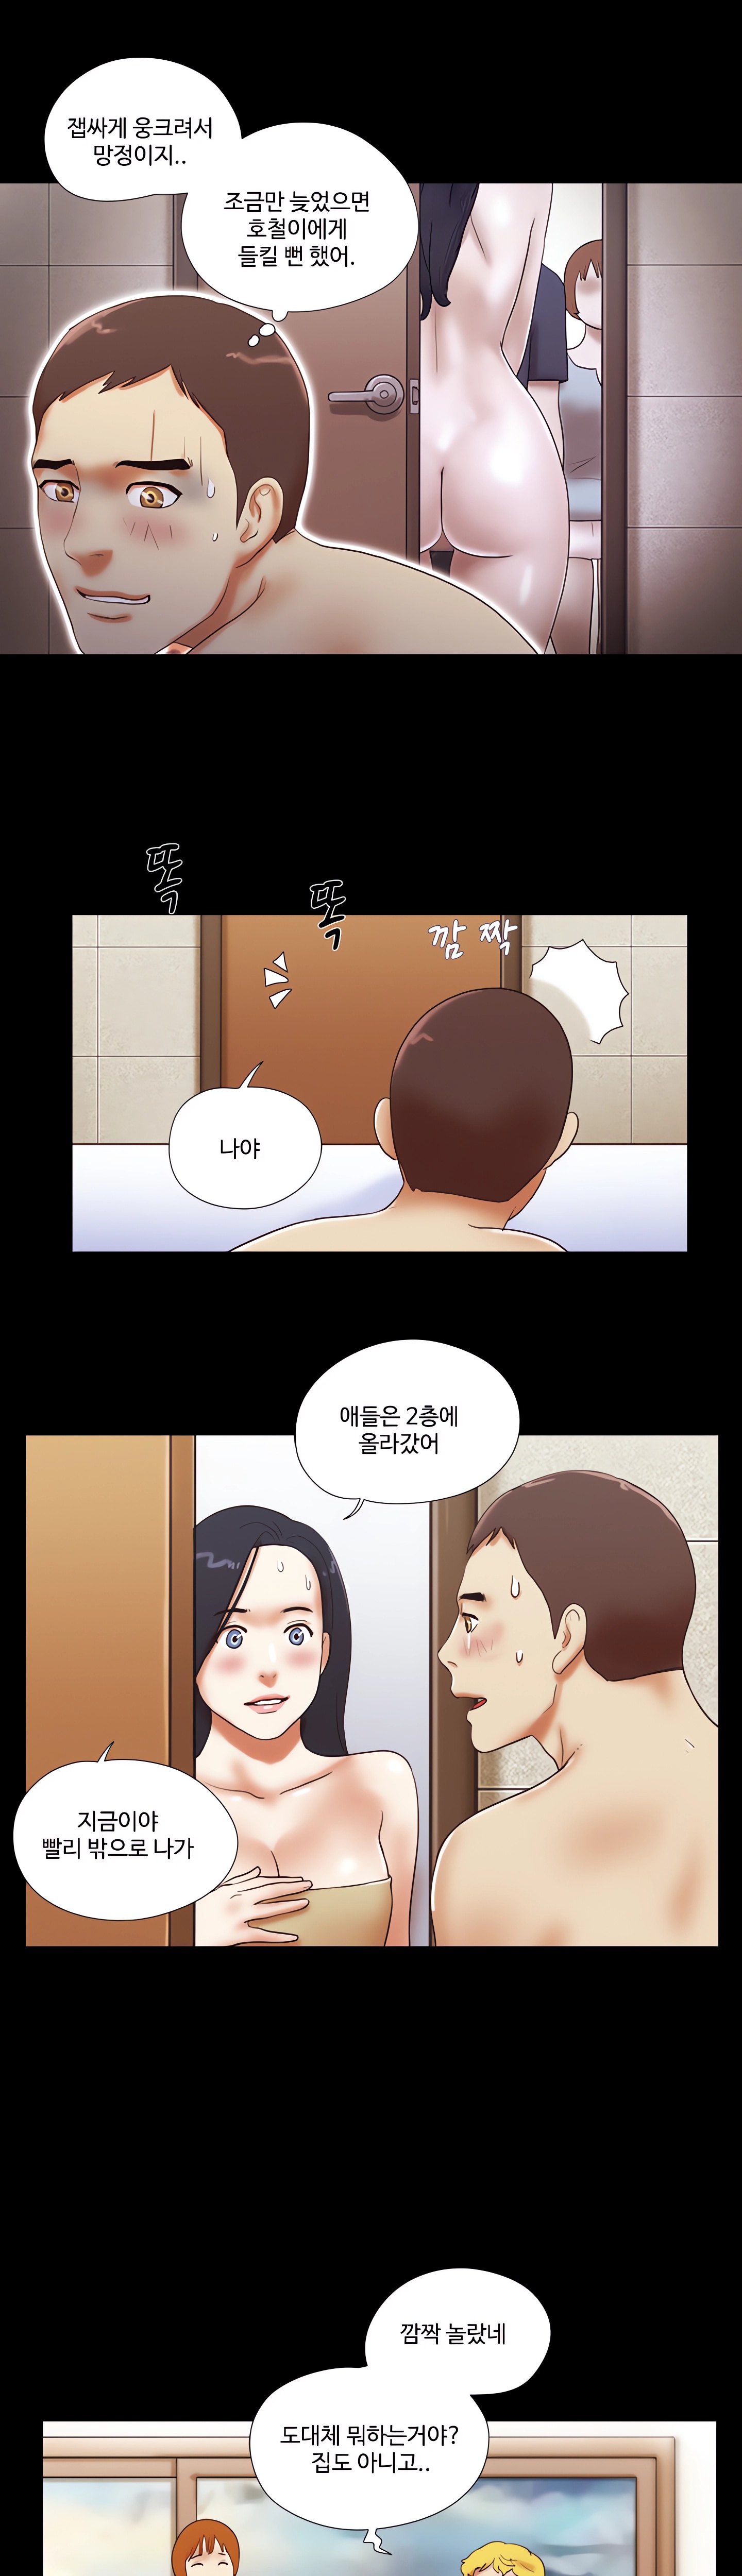 잽싸게 웅크려서
망정이지..
조금만 늦었으면
호철이에게
들킬 뻔 했어.
똑
똑
깜짝
나야
애들은 2층에
올라갔어
지금이야
빨리 밖으로 나가
깜짝 놀랐네
도대체 뭐하는거야?
집도 아니고..